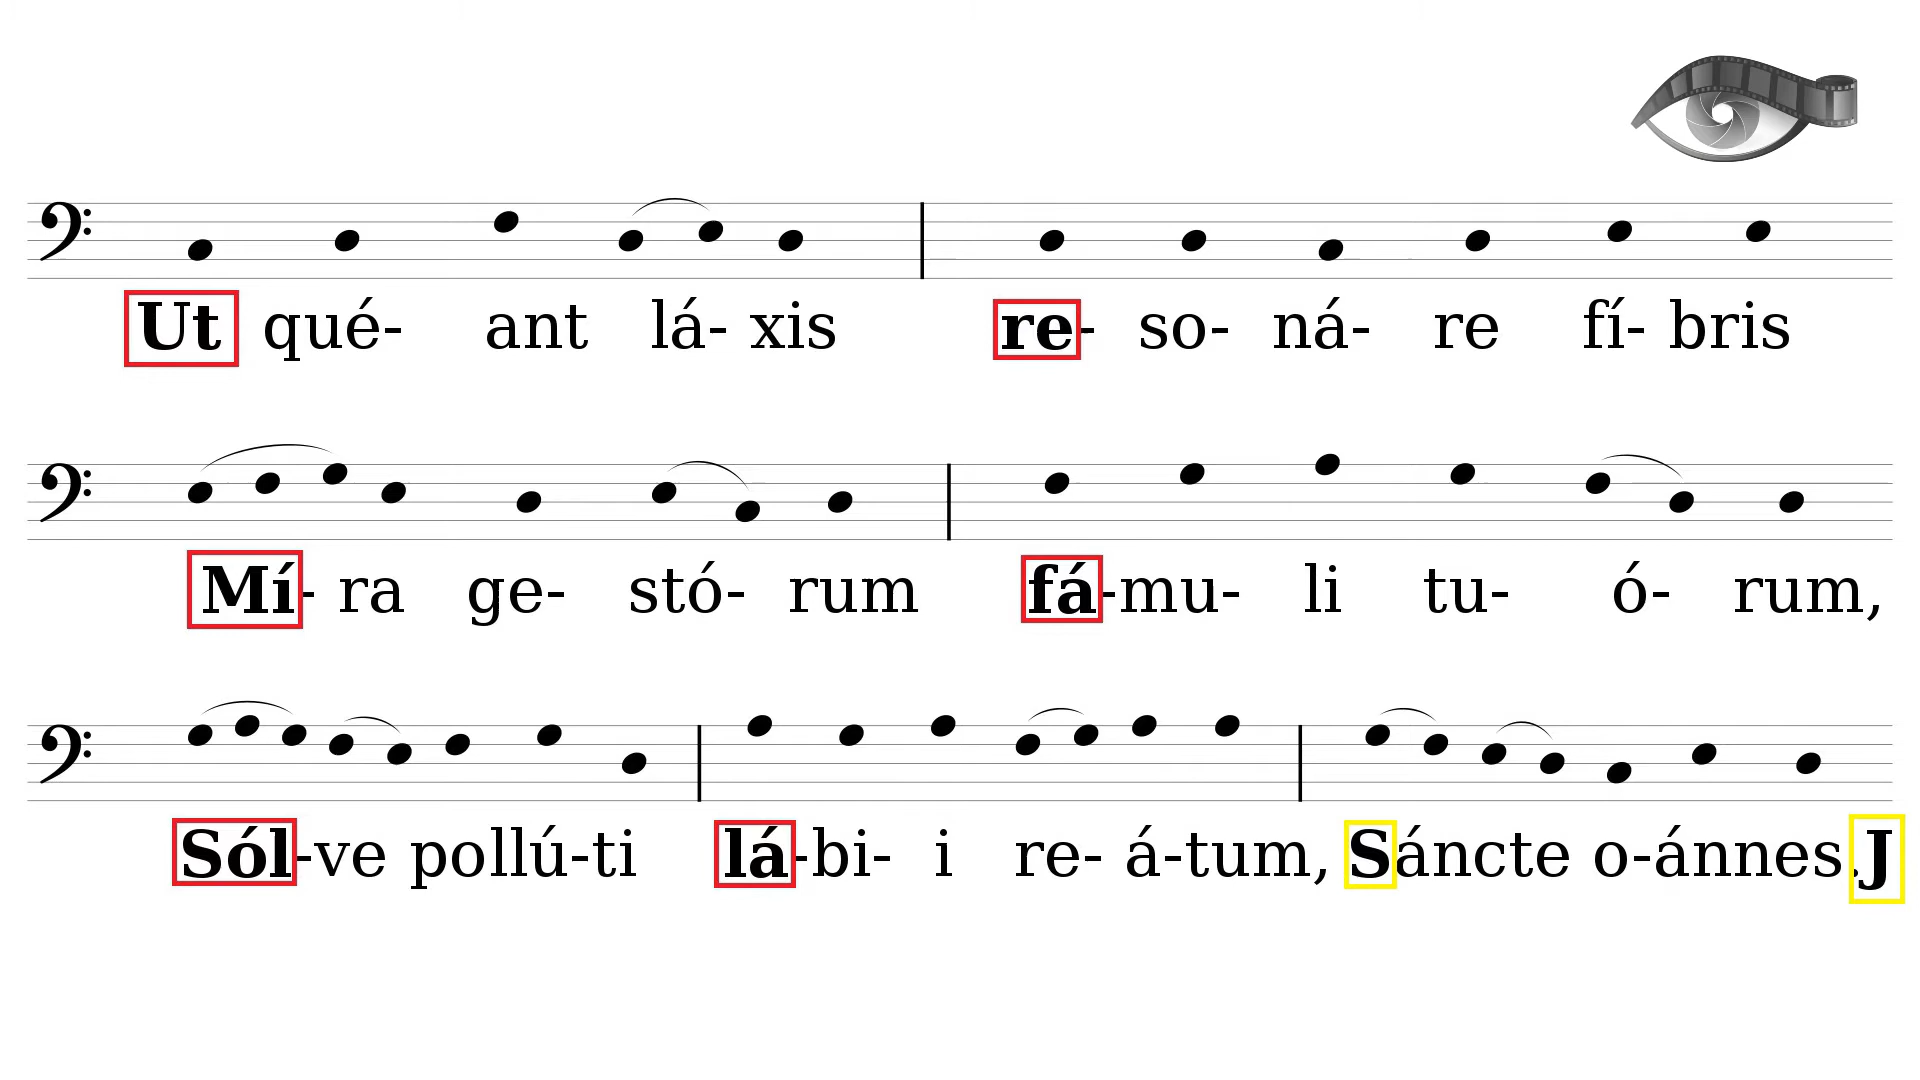 Ut qué- ant lá- xis re- so- ná- re fí- bris
Mí- ra ge- stó- rum fá-mu- li tu- ó- rum,
Sól-ve pollú-ti lá-bi- i re- á-tum, Sáncte o-ánnes.J